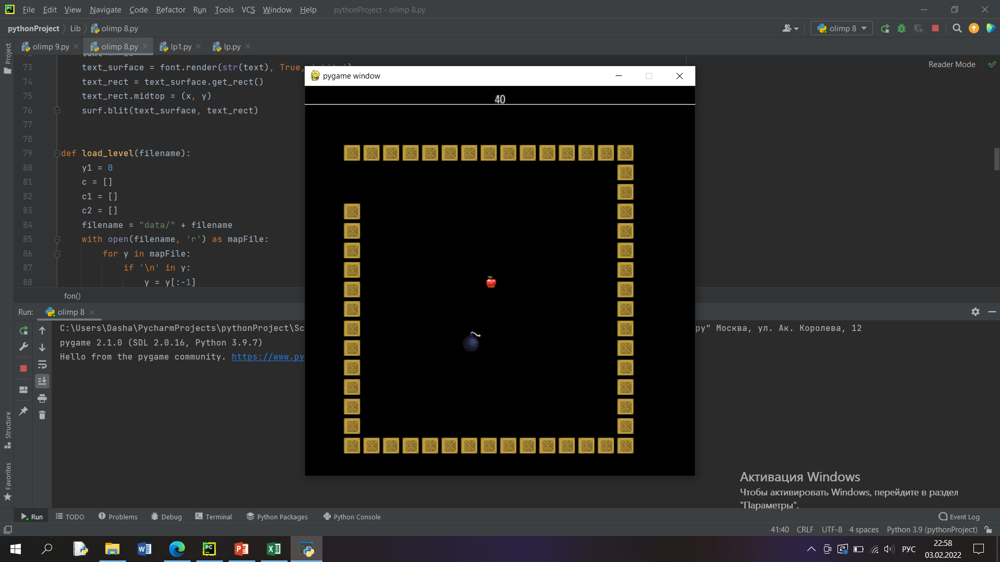 File Edit View Navigate Code Refactor Run Tools VCS Window Help pythonProject - olimp 8.py
pythonProject Lib olimp 8.py
olimp 8
olimp 9.py olimp 8.py lp1.py lp.py
Reader Mode
Project
73 text_surface = font.render(str(text), True,
74 text_rect = text_surface.get_rect()
75 text_rect.midtop = (x, y)
76 surf.blit(text_surface, text_rect)
77
78
79 def load_level(filename):
80 y1 = 0
81 c = []
82 c1 = []
83 c2 = []
84 filename = "data/" + filename
85 with open(filename, 'r') as mapFile:
86 for y in mapFile:
87 if '\n' in y:
88 y = y[:-1]
fon()
pygame window
40
Run: olimp 8
C:\Users\Dasha\PycharmProjects\pythonProject\Sc py" Москва, ул. Ак. Королева, 12
pygame 2.1.0 (SDL 2.0.16, Python 3.9.7)
Hello from the pygame community. https://www.py
Structure
Favorites
Активация Windows
Чтобы активировать Windows, перейдите в раздел
"Параметры".
Run TODO Problems Debug Terminal Python Packages Python Console Event Log
41:40 CRLF UTF-8 4 spaces Python 3.9 (pythonProject)
РУС
22:58
03.02.2022